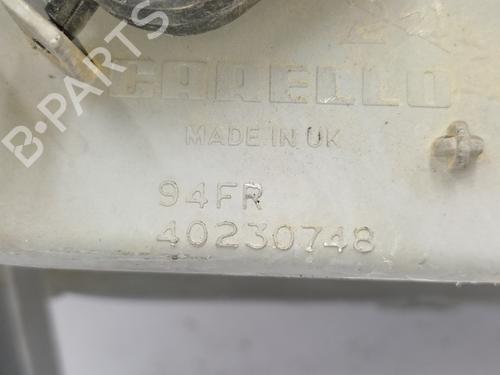 CARELLO
MADE IN UK
94FR
40230748
B-PARTS